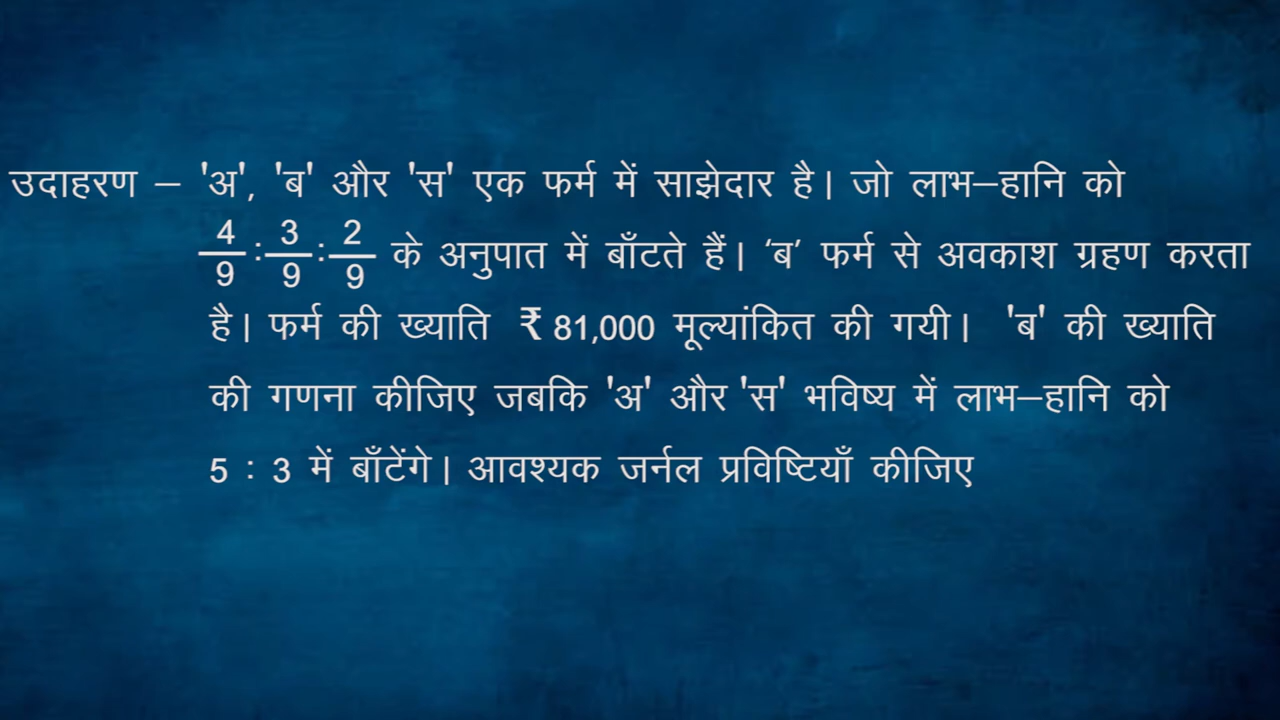 उदाहरण – 'अ', 'ब' और 'स' एक फर्म में साझेदार है। जो लाभ–हानि को
4/9 : 3/9 : 2/9 के अनुपात में बाँटते हैं। ‘ब’ फर्म से अवकाश ग्रहण करता
है। फर्म की ख्याति ₹ 81,000 मूल्यांकित की गयी। 'ब' की ख्याति
की गणना कीजिए जबकि 'अ' और 'स' भविष्य में लाभ–हानि को
5 : 3 में बाँटेंगे। आवश्यक जर्नल प्रविष्टियाँ कीजिए